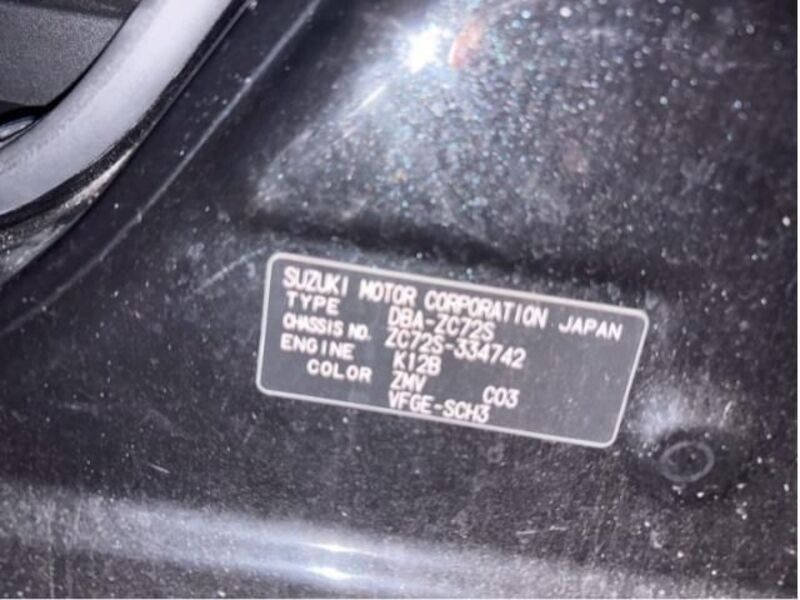 SUZUKI MOTOR CORPORATION JAPAN
TYPE DBA-ZC72S
CHASSIS NO. ZC72S-334742
ENGINE K12B
COLOR ZMV C03
VFGE-SCH3